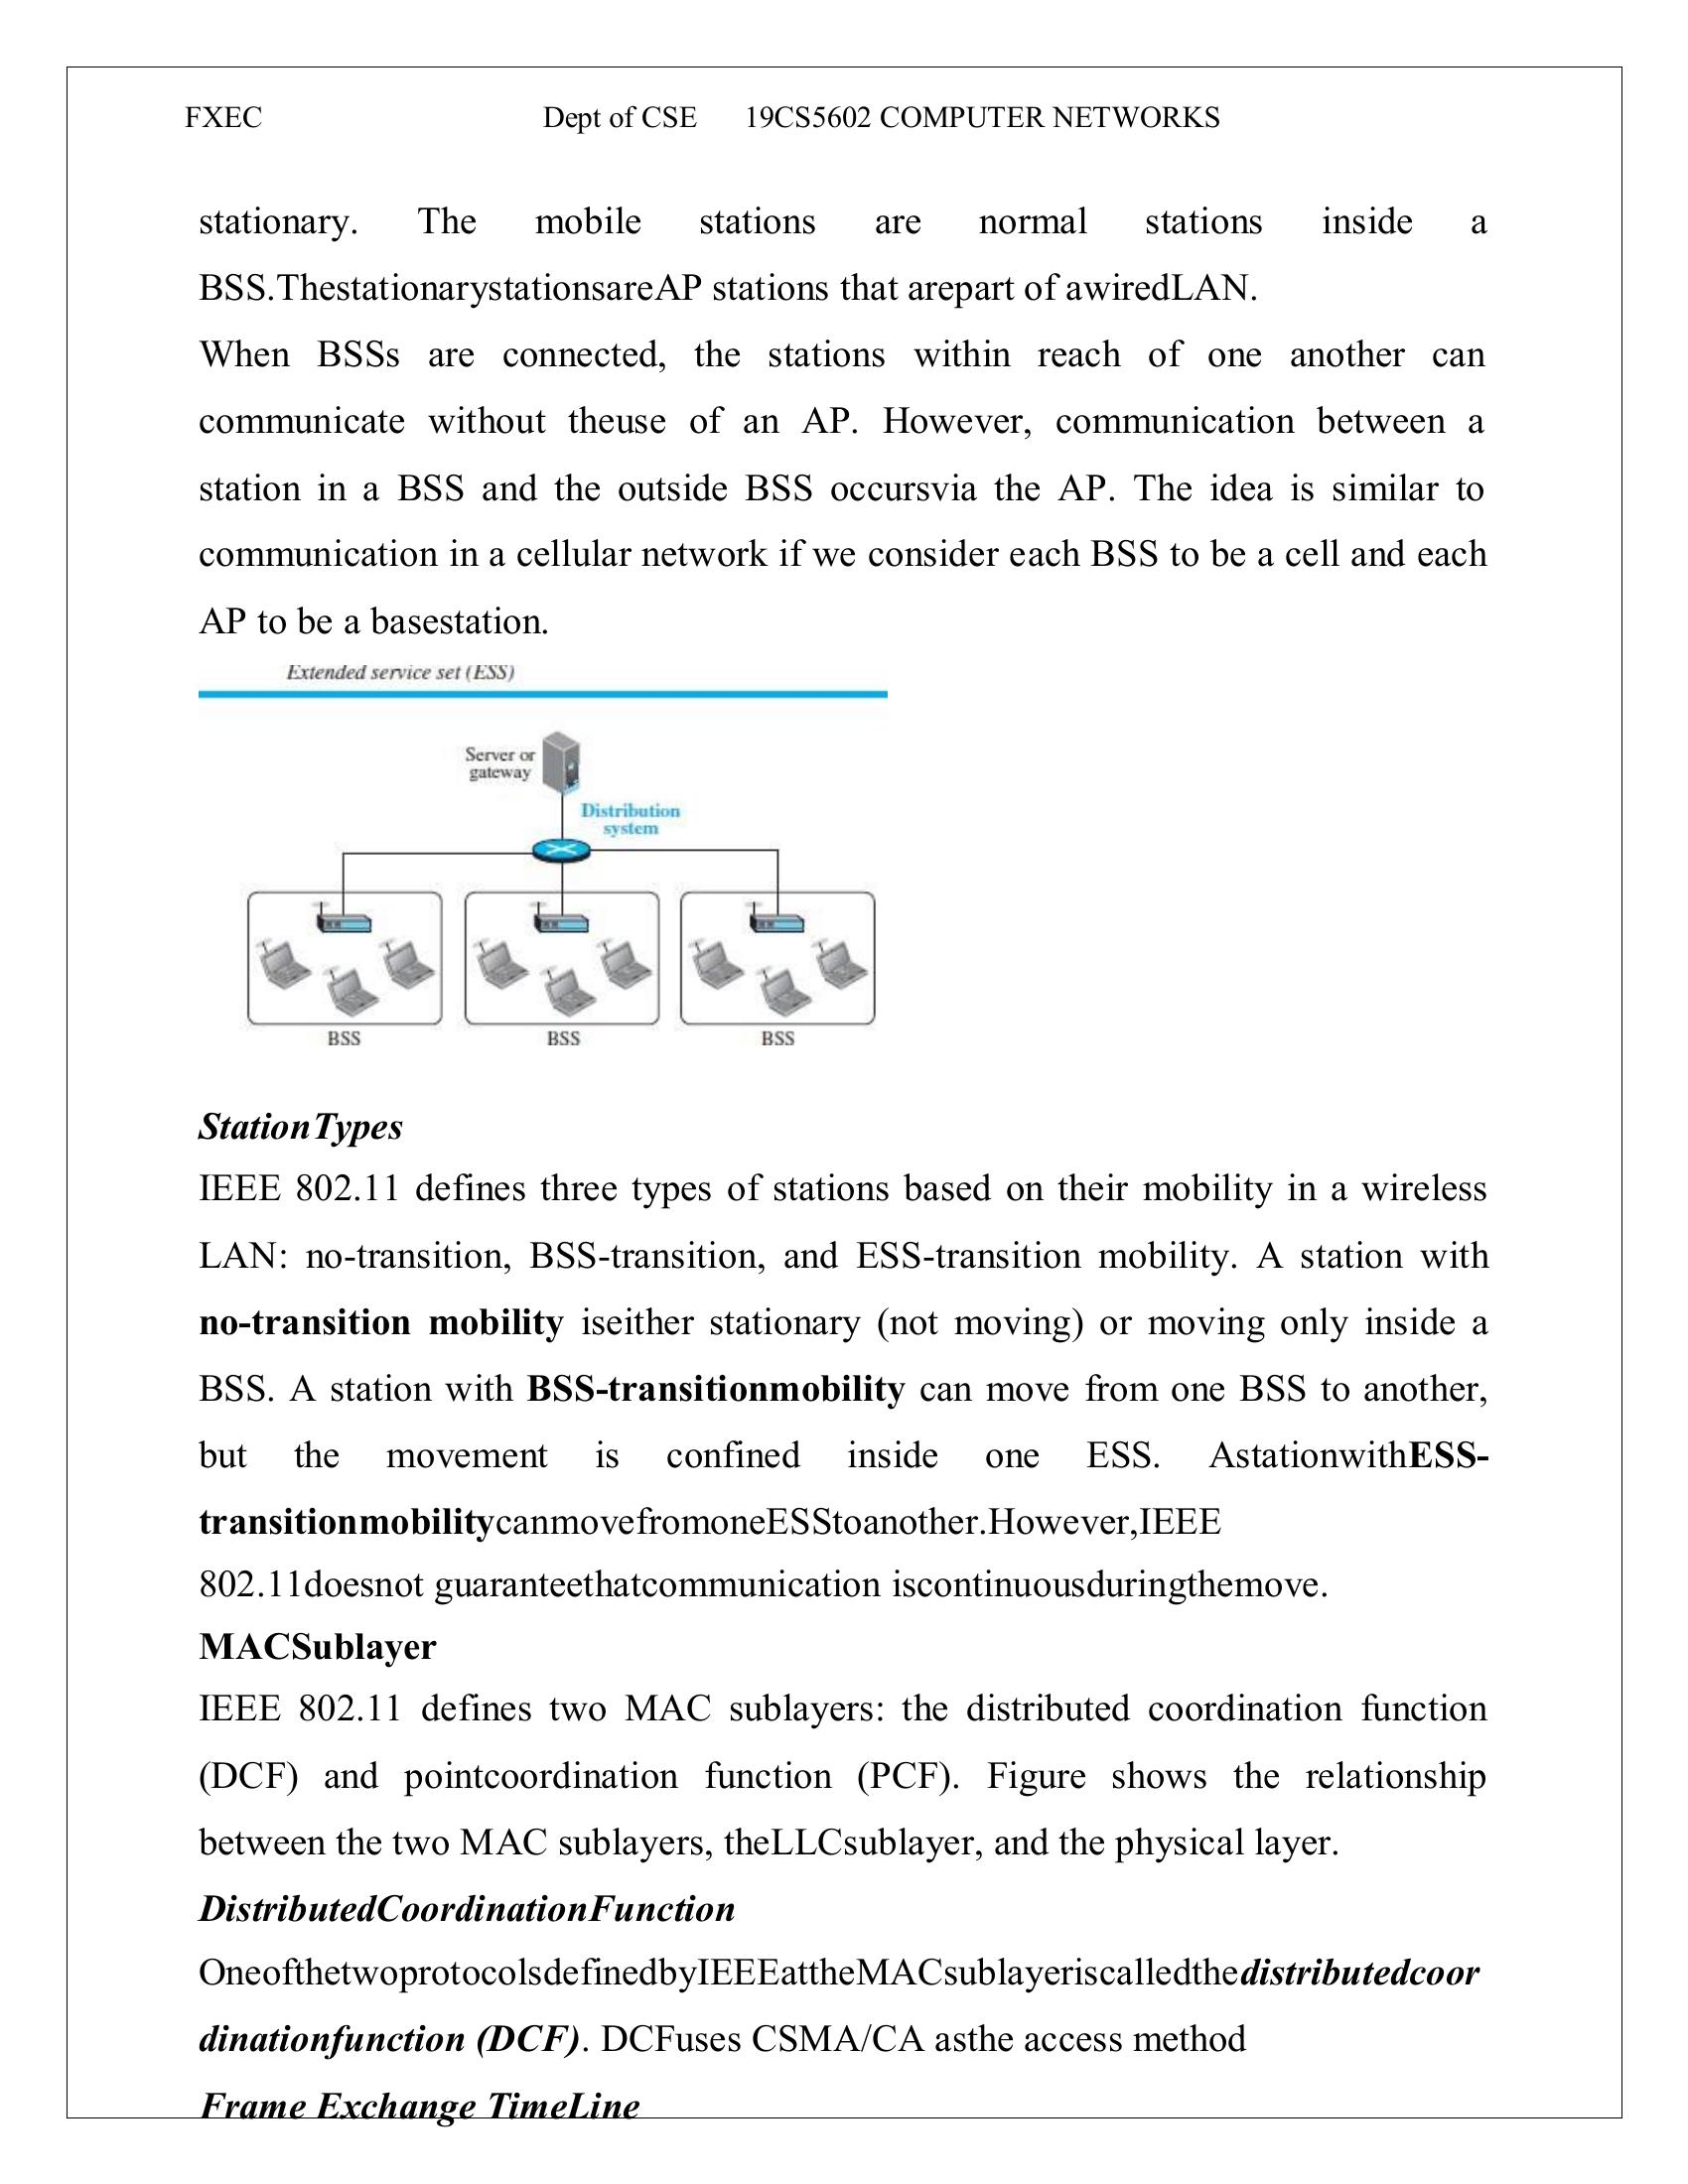 FXEC Dept of CSE 19CS5602 COMPUTER NETWORKS
stationary. The mobile stations are normal stations inside a
BSS.ThestationarystationsareAP stations that arepart of awiredLAN.
When BSSs are connected, the stations within reach of one another can
communicate without theuse of an AP. However, communication between a
station in a BSS and the outside BSS occursvia the AP. The idea is similar to
communication in a cellular network if we consider each BSS to be a cell and each
AP to be a basestation.
Extended service set (ESS)
Server or
gateway
Distribution
system
BSS BSS BSS
StationTypes
IEEE 802.11 defines three types of stations based on their mobility in a wireless
LAN: no-transition, BSS-transition, and ESS-transition mobility. A station with
no-transition mobility iseither stationary (not moving) or moving only inside a
BSS. A station with BSS-transitionmobility can move from one BSS to another,
but the movement is confined inside one ESS. AstationwithESS-
transitionmobilitycanmovefromoneESStoanother.However,IEEE
802.11doesnot guaranteethatcommunication iscontinuousduringthemove.
MACSublayer
IEEE 802.11 defines two MAC sublayers: the distributed coordination function
(DCF) and pointcoordination function (PCF). Figure shows the relationship
between the two MAC sublayers, theLLCsublayer, and the physical layer.
DistributedCoordinationFunction
OneofthetwoprotocolsdefinedbyIEEEattheMACsublayeriscalledthedistributedcoor
dinationfunction (DCF). DCFuses CSMA/CA asthe access method
Frame Exchange TimeLine